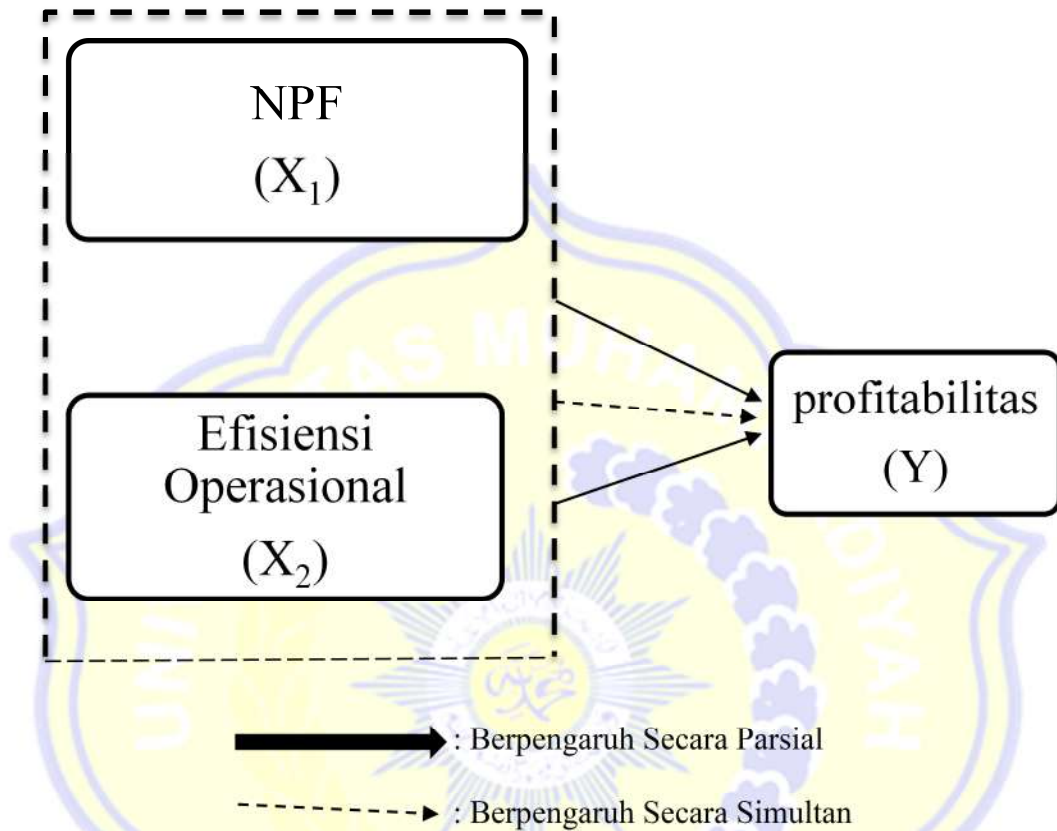 NPF
(X₁)
Efisiensi
Operasional
(X₂)
profitabilitas
(Y)
: Berpengaruh Secara Parsial
: Berpengaruh Secara Simultan